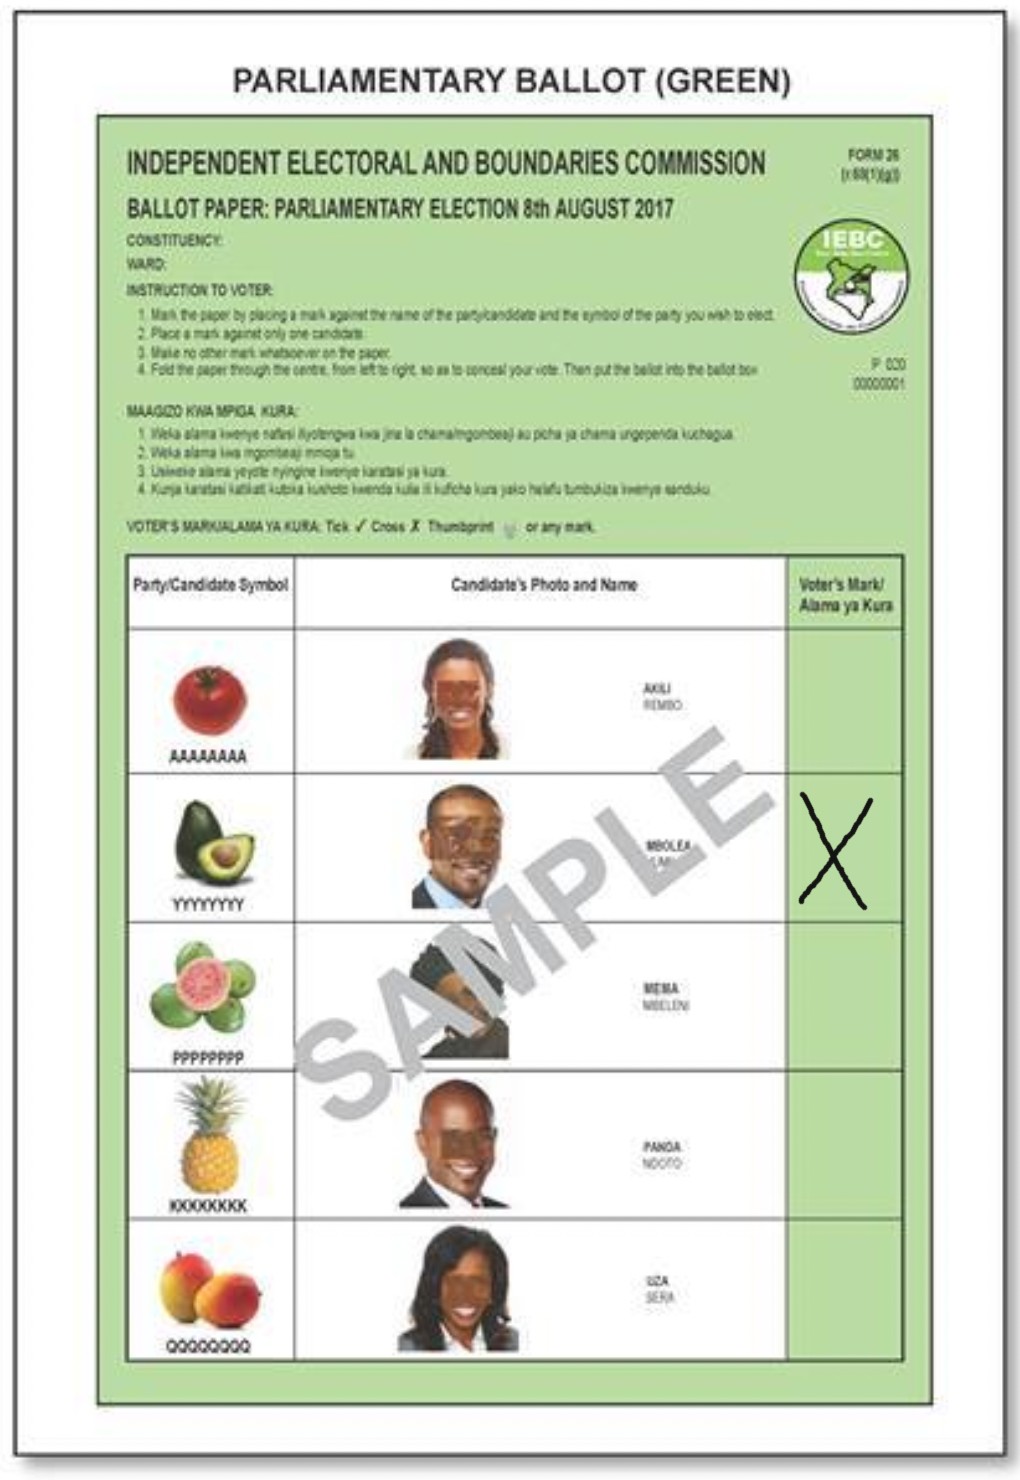 PARLIAMENTARY BALLOT (GREEN)
INDEPENDENT ELECTORAL AND BOUNDARIES COMMISSION
FORM 26
(r.68(1)(g))
BALLOT PAPER: PARLIAMENTARY ELECTION 8th AUGUST 2017
CONSTITUENCY:
WARD:
IEBC
INSTRUCTION TO VOTER:
1. Mark the paper by placing a mark against the name of the party/candidate and the symbol of the party you wish to elect.
2. Place a mark against only one candidate.
3. Make no other mark whatsoever on the paper.
4. Fold the paper through the centre, from left to right, so as to conceal your vote. Then put the ballot into the ballot box
P 020
00000001
MAAGIZO KWA MPIGA KURA:
1. Weka alama kwenye nafasi iliyotengwa kwa jina la chama/mgombeaji au picha ya chama ungependa kuchagua.
2. Weka alama kwa mgombeaji mmoja tu.
3. Usiweke alama yeyote nyingine kwenye karatasi ya kura.
4. Kunja karatasi katikati kutoka kushoto kwenda kulia ili kuficha kura yako halafu tumbukiza kwenye sanduku.
VOTER'S MARK/ALAMA YA KURA: Tick ✓ Cross ✗ Thumbprint or any mark.
Party/Candidate Symbol
Candidate's Photo and Name
Voter's Mark/
Alama ya Kura
AKILI
REMBO
AAAAAAAA
MBOLEA
X
YYYYYYYY
SAMPLE
MEMA
MBELENI
PPPPPPPP
PANDA
NDOTO
KKKKKKKK
UZA
SERA
QQQQQQQQ